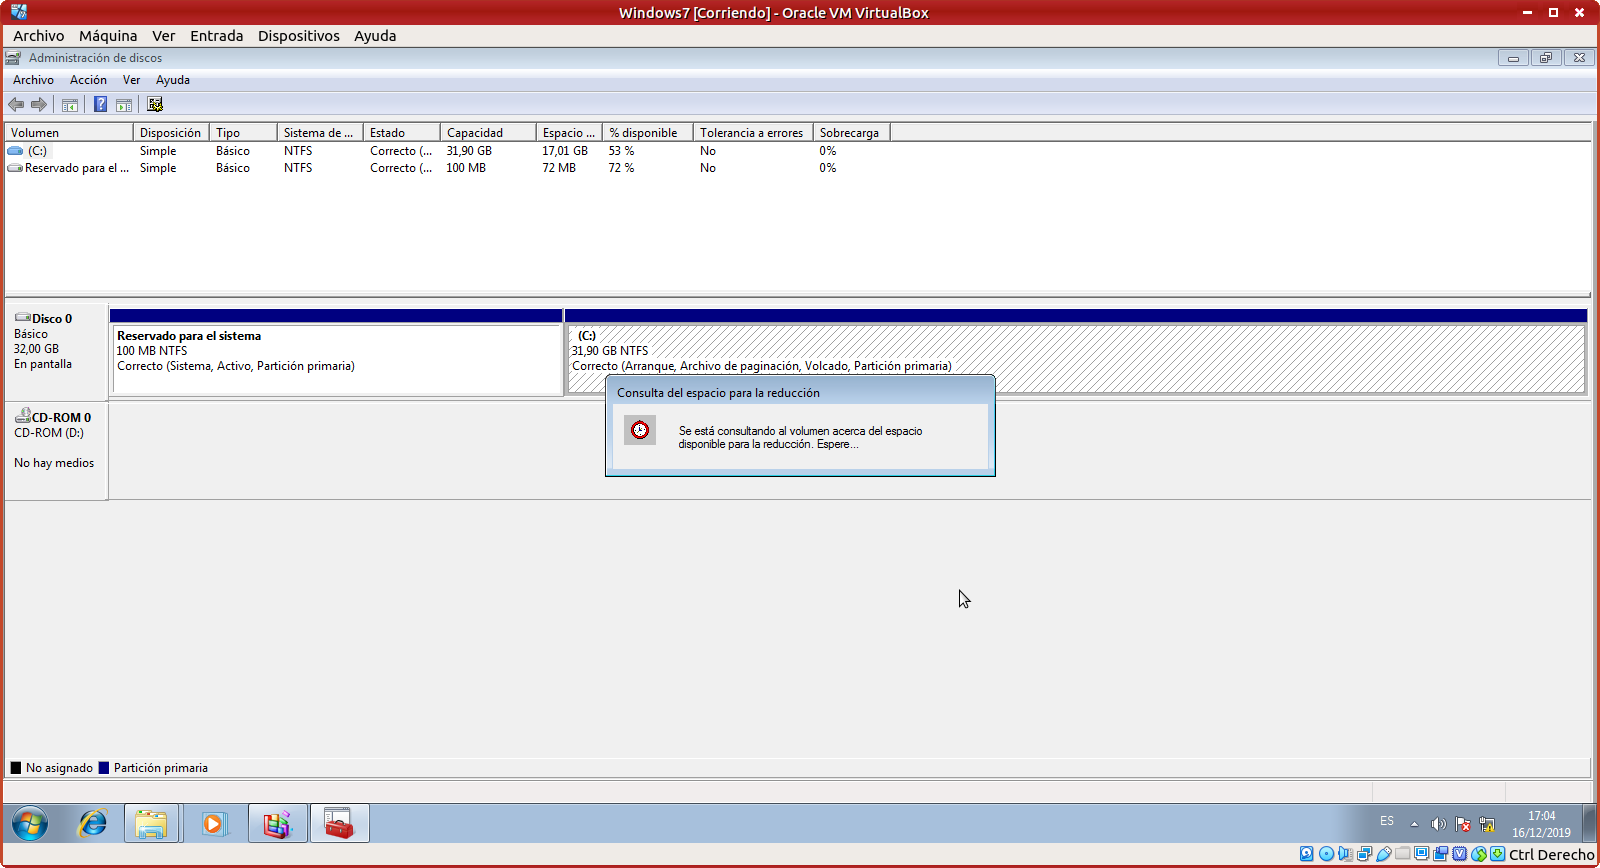 Windows7 [Corriendo] - Oracle VM VirtualBox
Archivo Máquina Ver Entrada Dispositivos Ayuda
Administración de discos
Archivo Acción Ver Ayuda
Volumen Disposición Tipo Sistema de ... Estado Capacidad Espacio ... % disponible Tolerancia a errores Sobrecarga
(C:) Simple Básico NTFS Correcto (... 31,90 GB 17,01 GB 53 % No 0%
Reservado para el ... Simple Básico NTFS Correcto (... 100 MB 72 MB 72 % No 0%
Disco 0
Básico
32,00 GB
En pantalla
Reservado para el sistema
100 MB NTFS
Correcto (Sistema, Activo, Partición primaria)
(C:)
31,90 GB NTFS
Correcto (Arranque, Archivo de paginación, Volcado, Partición primaria)
Consulta del espacio para la reducción
Se está consultando al volumen acerca del espacio
disponible para la reducción. Espere...
CD-ROM 0
CD-ROM (D:)
No hay medios
No asignado Partición primaria
ES
17:04
16/12/2019
Ctrl Derecho